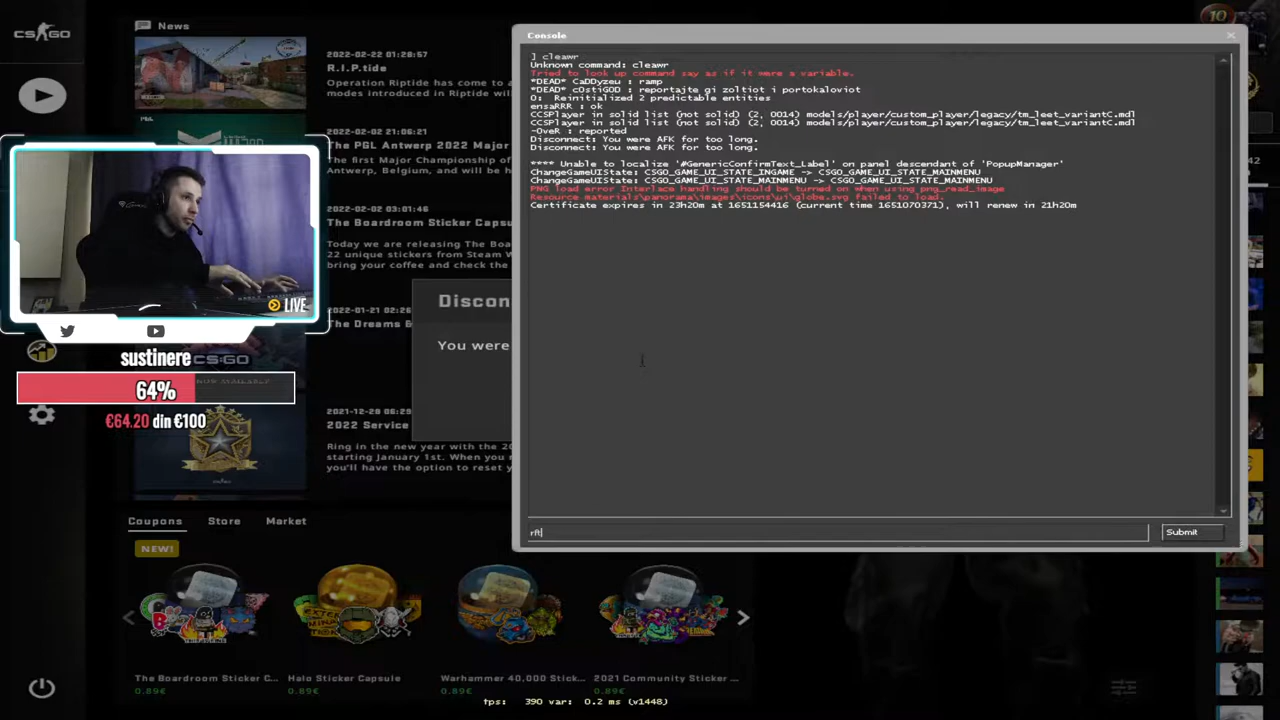 CS GO
News
2022-02-22 01:28:57
R.I.P.tide
Operation Riptide has come to
modes introduced in Riptide wi
2022-02-21 21:06:21
The PGL Antwerp 2022 Major
The first Major Championship of
Antwerp, Belgium, and will be h
2022-02-02 03:01:46
The Boardroom Sticker Capsu
Today we are releasing The Boa
22 unique stickers from Steam W
bring your coffee and check the
2022-01-21 02:26
The Dreams &
2021-12-28 06:29
2022 Service
Ring in the new year with the 20
starting January 1st. When you
you'll have the option to reset y
LIVE
sustinere
64%
€64.20 din €100
CS:GO
Discon
You were
Coupons Store Market
NEW!
The Boardroom Sticker C...
0.89€
Halo Sticker Capsule
0.89€
Warhammer 40,000 Stick...
0.89€
2021 Community Sticker ...
0.89€
fps: 390 var: 0.2 ms (v1448)
Console
] cleawr
Unknown command: cleawr
Tried to look up command say as if it were a variable.
*DEAD* CaDDyzeu : ramp
*DEAD* cOstiGOD : reportajte gi zoltiot i portokaloviot
0: Reinitialized 2 predictable entities
ensaRRR : ok
CCSPlayer in solid list (not solid) (2, 0014) models/player/custom_player/legacy/tm_leet_variantC.mdl
CCSPlayer in solid list (not solid) (2, 0014) models/player/custom_player/legacy/tm_leet_variantC.mdl
~OveR : reported
Disconnect: You were AFK for too long.
Disconnect: You were AFK for too long.
**** Unable to localize '#GenericConfirmText_Label' on panel descendant of 'PopupManager'
ChangeGameUIState: CSGO_GAME_UI_STATE_INGAME -> CSGO_GAME_UI_STATE_MAINMENU
ChangeGameUIState: CSGO_GAME_UI_STATE_MAINMENU -> CSGO_GAME_UI_STATE_MAINMENU
PNG load error Interlace handling should be turned on when using png_read_image
Resource materials\panorama\images\icons\ui\globe.svg failed to load.
Certificate expires in 23h20m at 1651154416 (current time 1651070371), will renew in 21h20m
rft
Submit
10